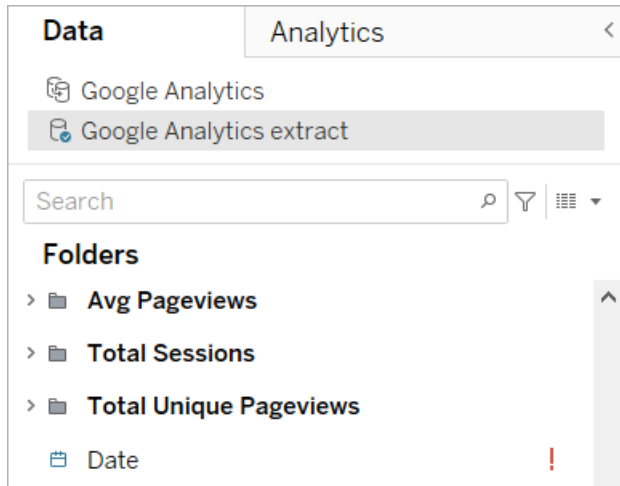 Data Analytics
Google Analytics
Google Analytics extract
Search
Folders
Avg Pageviews
Total Sessions
Total Unique Pageviews
Date !